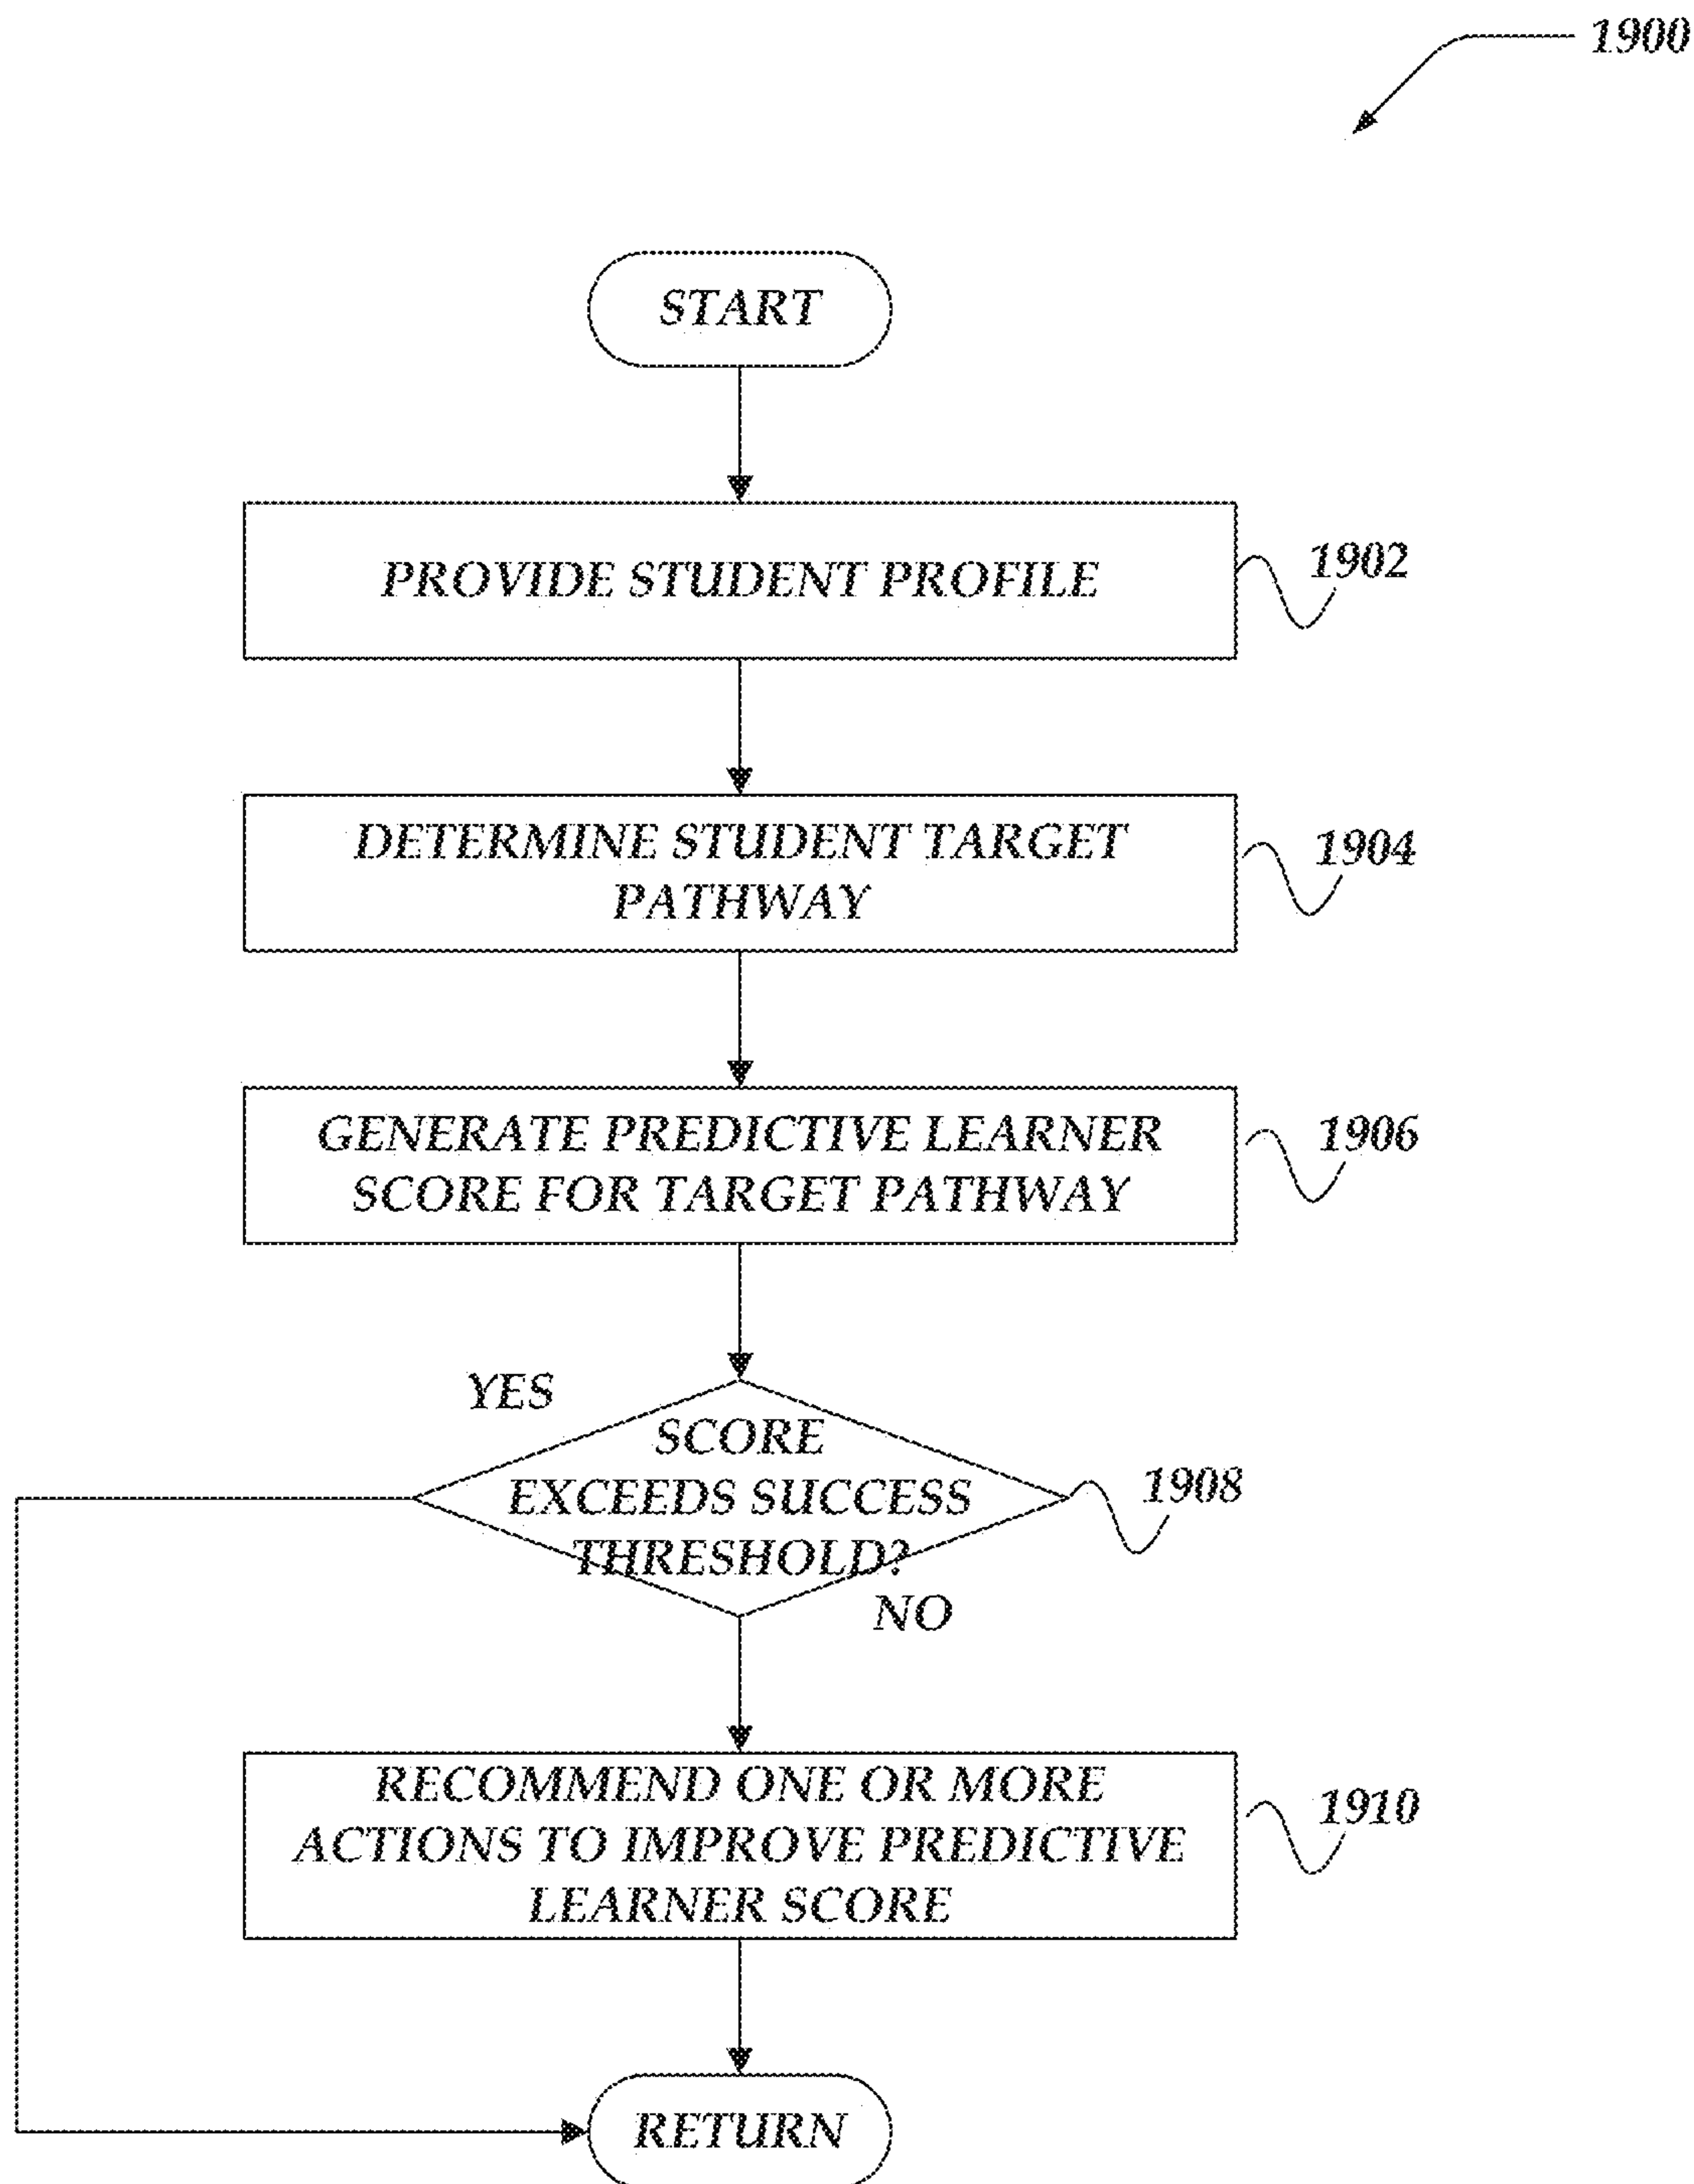 1900
START
PROVIDE STUDENT PROFILE
1902
DETERMINE STUDENT TARGET
PATHWAY
1904
GENERATE PREDICTIVE LEARNER
SCORE FOR TARGET PATHWAY
1906
YES
SCORE
EXCEEDS SUCCESS
THRESHOLD?
1908
NO
RECOMMEND ONE OR MORE
ACTIONS TO IMPROVE PREDICTIVE
LEARNER SCORE
1910
RETURN